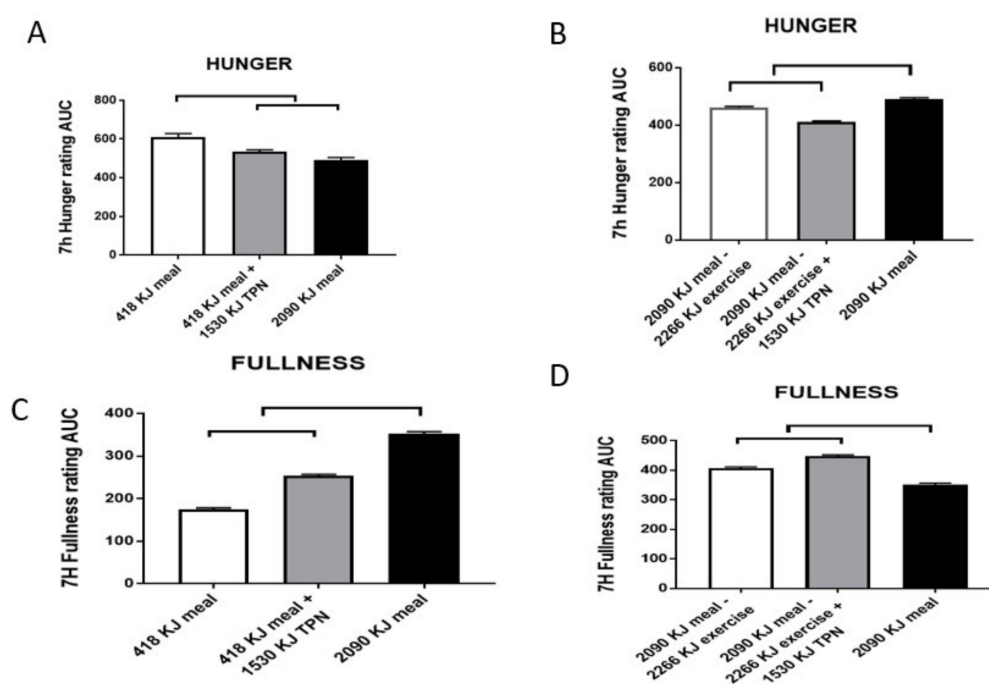 A
HUNGER
7h Hunger rating AUC
800
600
400
200
0
418 KJ meal
418 KJ meal +
1530 KJ TPN
2090 KJ meal
B
HUNGER
7h Hunger rating AUC
600
400
200
0
2090 KJ meal -
2266 KJ exercise
2090 KJ meal -
2266 KJ exercise +
1530 KJ TPN
2090 KJ meal
C
FULLNESS
7H Fullness rating AUC
400
300
200
100
0
418 KJ meal
418 KJ meal +
1530 KJ TPN
2090 KJ meal
D
FULLNESS
7H Fullness rating AUC
500
400
300
200
100
0
2090 KJ meal -
2266 KJ exercise
2090 KJ meal -
2266 KJ exercise +
1530 KJ TPN
2090 KJ meal